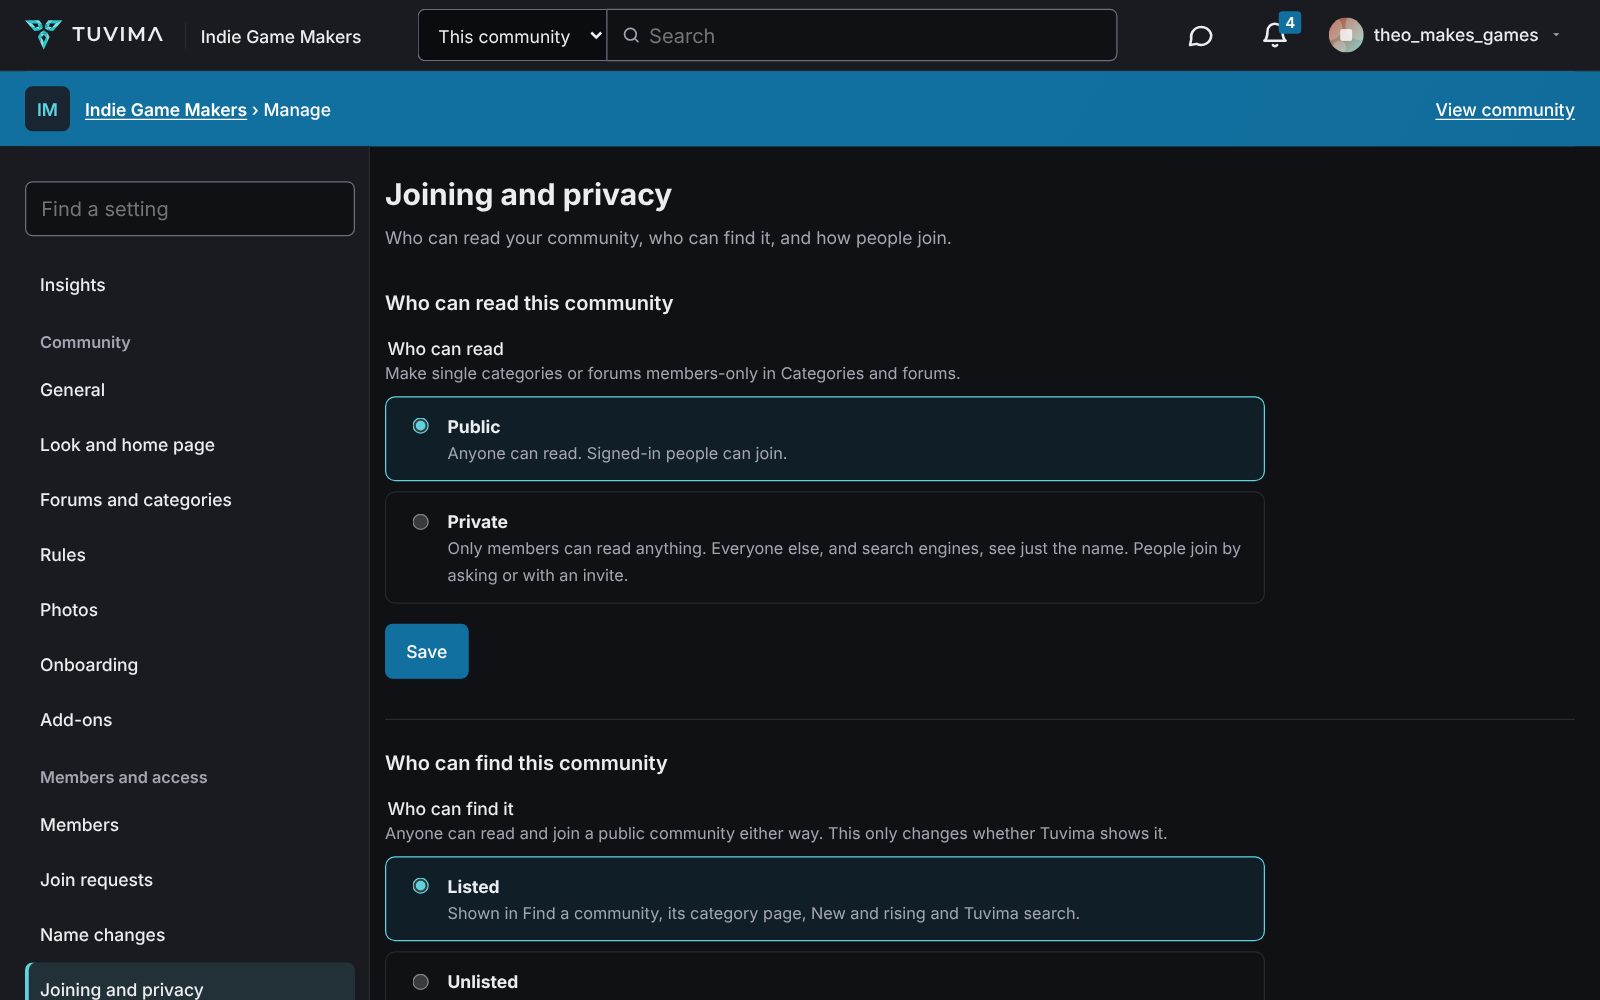 TUVIMA
Indie Game Makers
This community
Search
4
theo_makes_games
IM
Indie Game Makers › Manage
View community
Find a setting
Insights
Community
General
Look and home page
Forums and categories
Rules
Photos
Onboarding
Add-ons
Members and access
Members
Join requests
Name changes
Joining and privacy
Joining and privacy
Who can read your community, who can find it, and how people join.
Who can read this community
Who can read
Make single categories or forums members-only in Categories and forums.
Public
Anyone can read. Signed-in people can join.
Private
Only members can read anything. Everyone else, and search engines, see just the name. People join by
asking or with an invite.
Save
Who can find this community
Who can find it
Anyone can read and join a public community either way. This only changes whether Tuvima shows it.
Listed
Shown in Find a community, its category page, New and rising and Tuvima search.
Unlisted